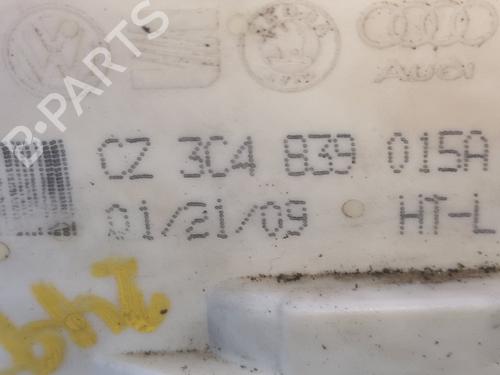 B-PARTS
Audi
CZ 3C4 839 015A
01/21/09 HT-L